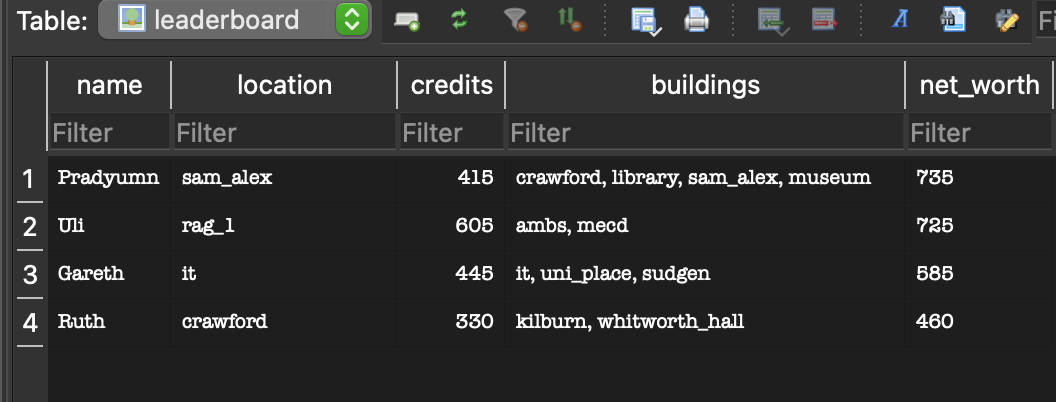 Table: leaderboard Fi
name location credits buildings net_worth
Filter Filter Filter Filter Filter
1 Pradyumn sam_alex 415 crawford, library, sam_alex, museum 735
2 Uli rag_1 605 ambs, mecd 725
3 Gareth it 445 it, uni_place, sudgen 585
4 Ruth crawford 330 kilburn, whitworth_hall 460